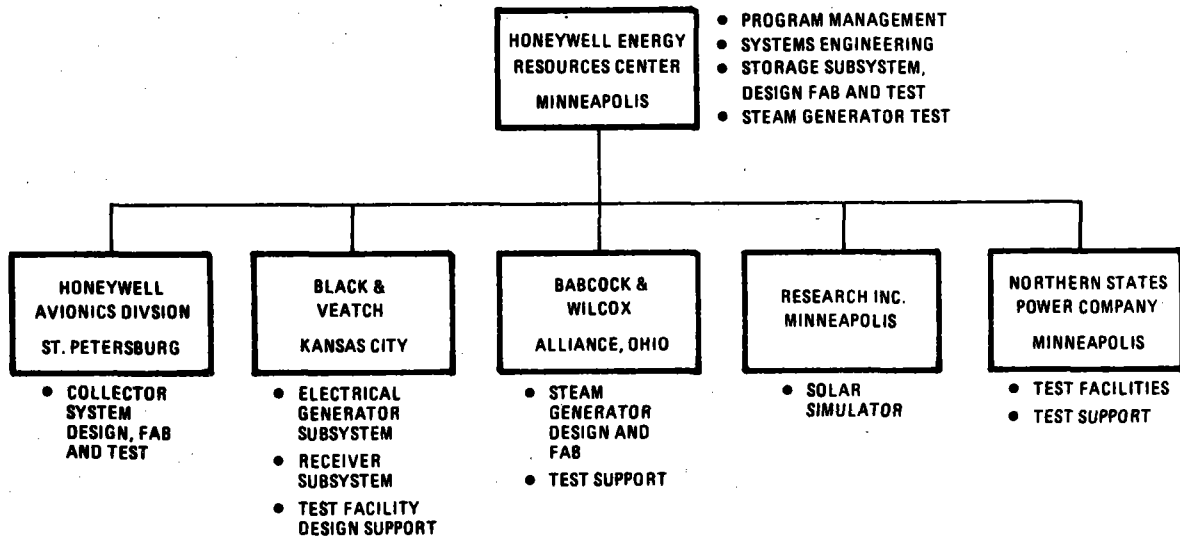 HONEYWELL ENERGY
RESOURCES CENTER
MINNEAPOLIS
● PROGRAM MANAGEMENT
● SYSTEMS ENGINEERING
● STORAGE SUBSYSTEM,
DESIGN FAB AND TEST
● STEAM GENERATOR TEST
HONEYWELL
AVIONICS DIVSION
ST. PETERSBURG
● COLLECTOR
SYSTEM
DESIGN, FAB
AND TEST
BLACK &
VEATCH
KANSAS CITY
● ELECTRICAL
GENERATOR
SUBSYSTEM
● RECEIVER
SUBSYSTEM
● TEST FACILITY
DESIGN SUPPORT
BABCOCK &
WILCOX
ALLIANCE, OHIO
● STEAM
GENERATOR
DESIGN AND
FAB
● TEST SUPPORT
RESEARCH INC.
MINNEAPOLIS
● SOLAR
SIMULATOR
NORTHERN STATES
POWER COMPANY
MINNEAPOLIS
● TEST FACILITIES
● TEST SUPPORT